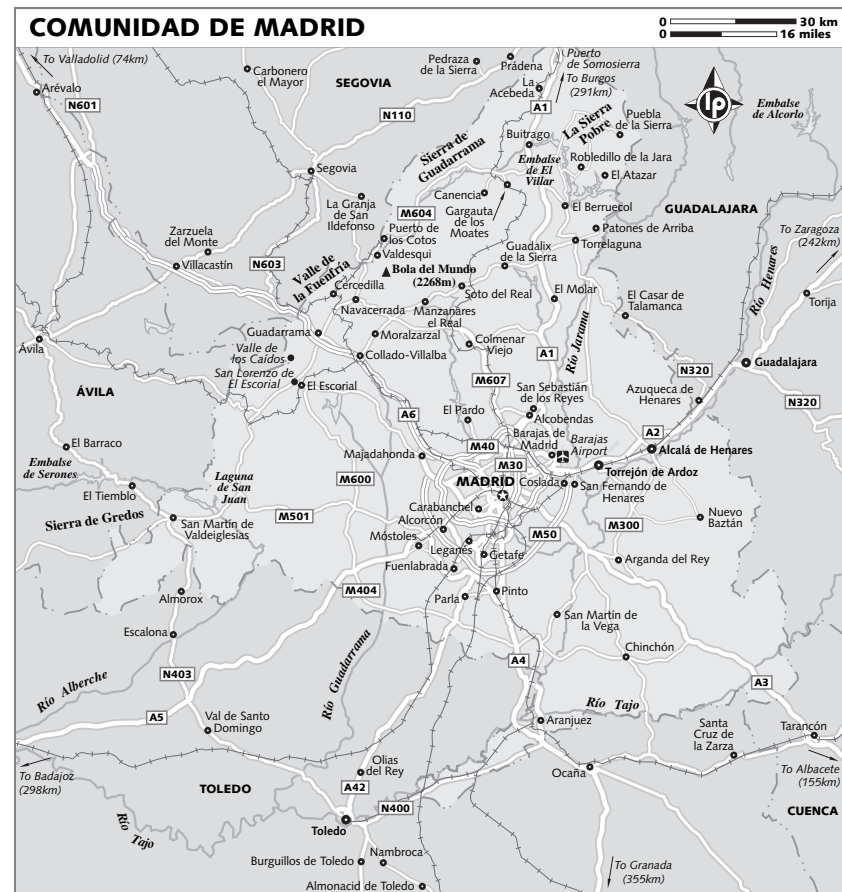 COMUNIDAD DE MADRID
0 30 km
0 16 miles
To Valladolid (74km)
Arévalo
N601
Carbonero
el Mayor
SEGOVIA
Pedraza
de la Sierra
Prádena
Puerto
de Somosierra
To Burgos
(291km)
La
Acebeda
A1
lp
Embalse
de Alcorlo
N110
Sierra de
Guadarrama
Buitrago
La Sierra
Pobre
Puebla
de la Sierra
Embalse
de El
Villar
Robledillo de la Jara
El Atazar
Segovia
La Granja
de San
Ildefonso
Canencia
Gargauta
de los
Moates
El Berruecol
GUADALAJARA
M604
Zarzuela
del Monte
Villacastín
N603
Valle de
la Fuenfría
Puerto de
los Cotos
Valdesqui
Bola del Mundo
(2268m)
Guadalix
de la Sierra
Patones de Arriba
Torrelaguna
To Zaragoza
(242km)
Río Henares
Torija
Cercedilla
Navacerrada
Manzanares
el Real
Soto del Real
El Molar
El Casar de
Talamanca
Río Jarama
Guadarrama
Moralzarzal
Colmenar
Viejo
Collado-Villalba
Valle de
los Caídos
San Lorenzo de
El Escorial
El Escorial
Ávila
ÁVILA
A1
N320
Guadalajara
M607
San Sebastián
de los Reyes
Azuqueca de
Henares
N320
A6
El Pardo
Alcobendas
A2
El Barraco
Embalse
de Serones
El Tiemblo
Laguna
de San
Juan
Majadahonda
M40
M30
Barajas de
Madrid
Barajas
Airport
Alcalá de Henares
Torrejón de Ardoz
M600
MADRID
Coslada
San Fernando de
Henares
Sierra de Gredos
San Martín de
Valdeiglesias
M501
Carabanchel
Alcorcón
Móstoles
M50
M300
Nuevo
Baztán
Leganés
Getafe
Fuenlabrada
Arganda del Rey
Almorox
M404
Parla
Pinto
San Martín de
la Vega
Escalona
Río Guadarrama
Chinchón
Río Alberche
N403
A4
A3
A5
Val de Santo
Domingo
Río Tajo
Aranjuez
Santa
Cruz de
la Zarza
Tarancón
To Badajoz
(298km)
Olias
del Rey
Ocaña
To Albacete
(155km)
TOLEDO
A42
N400
CUENCA
Río
Tajo
Toledo
Burguillos de Toledo
Nambroca
Almonacid de Toledo
To Granada
(355km)